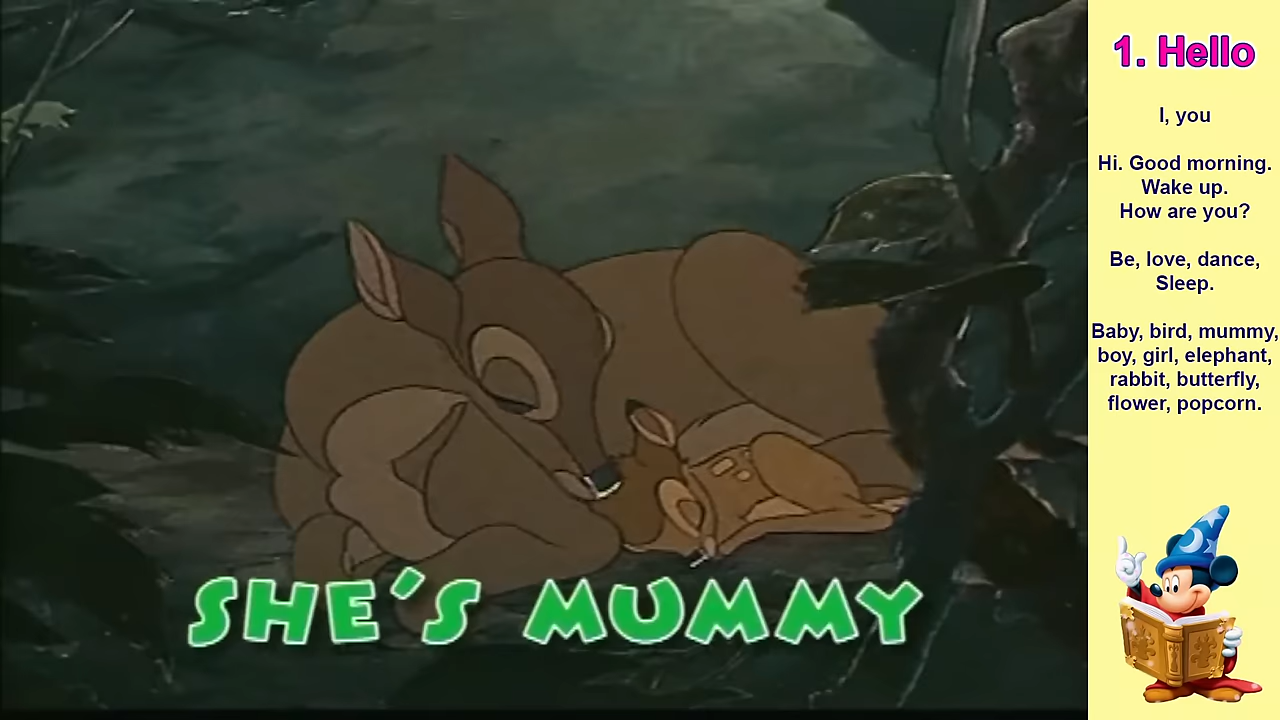 SHE'S MUMMY
1. Hello
I, you
Hi. Good morning.
Wake up.
How are you?
Be, love, dance,
Sleep.
Baby, bird, mummy,
boy, girl, elephant,
rabbit, butterfly,
flower, popcorn.